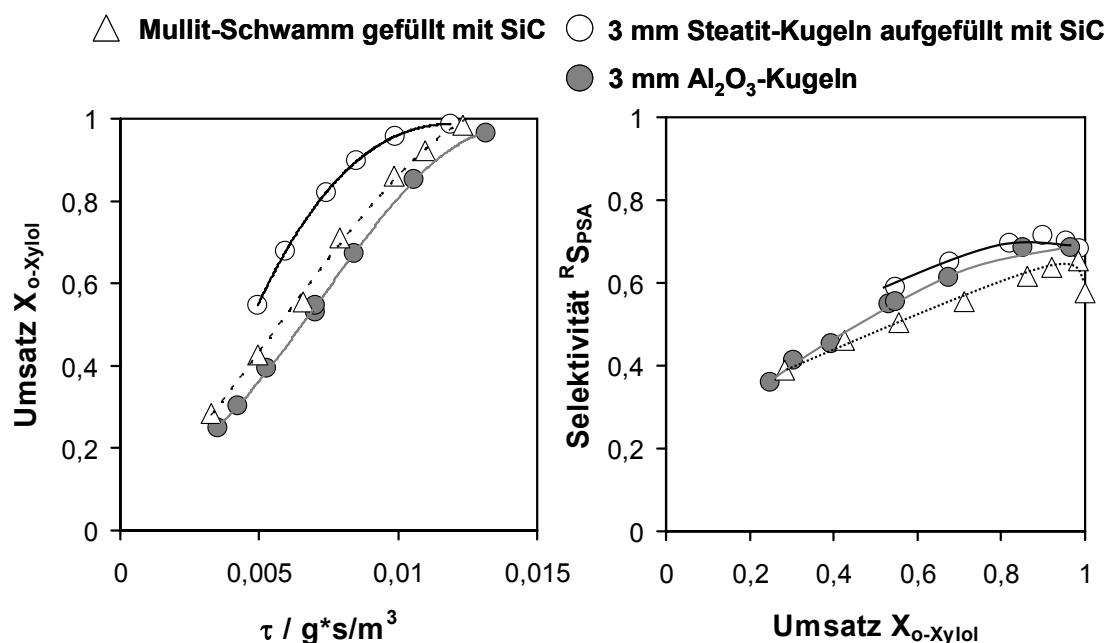 Mullit-Schwamm gefüllt mit SiC
3 mm Steatit-Kugeln aufgefüllt mit SiC
3 mm Al₂O₃-Kugeln
Umsatz X o-Xylol
1
0,8
0,6
0,4
0,2
0
0 0,005 0,01 0,015
τ / g*s/m³
Selektivität ᴿS PSA
1
0,8
0,6
0,4
0,2
0
0 0,2 0,4 0,6 0,8 1
Umsatz X o-Xylol